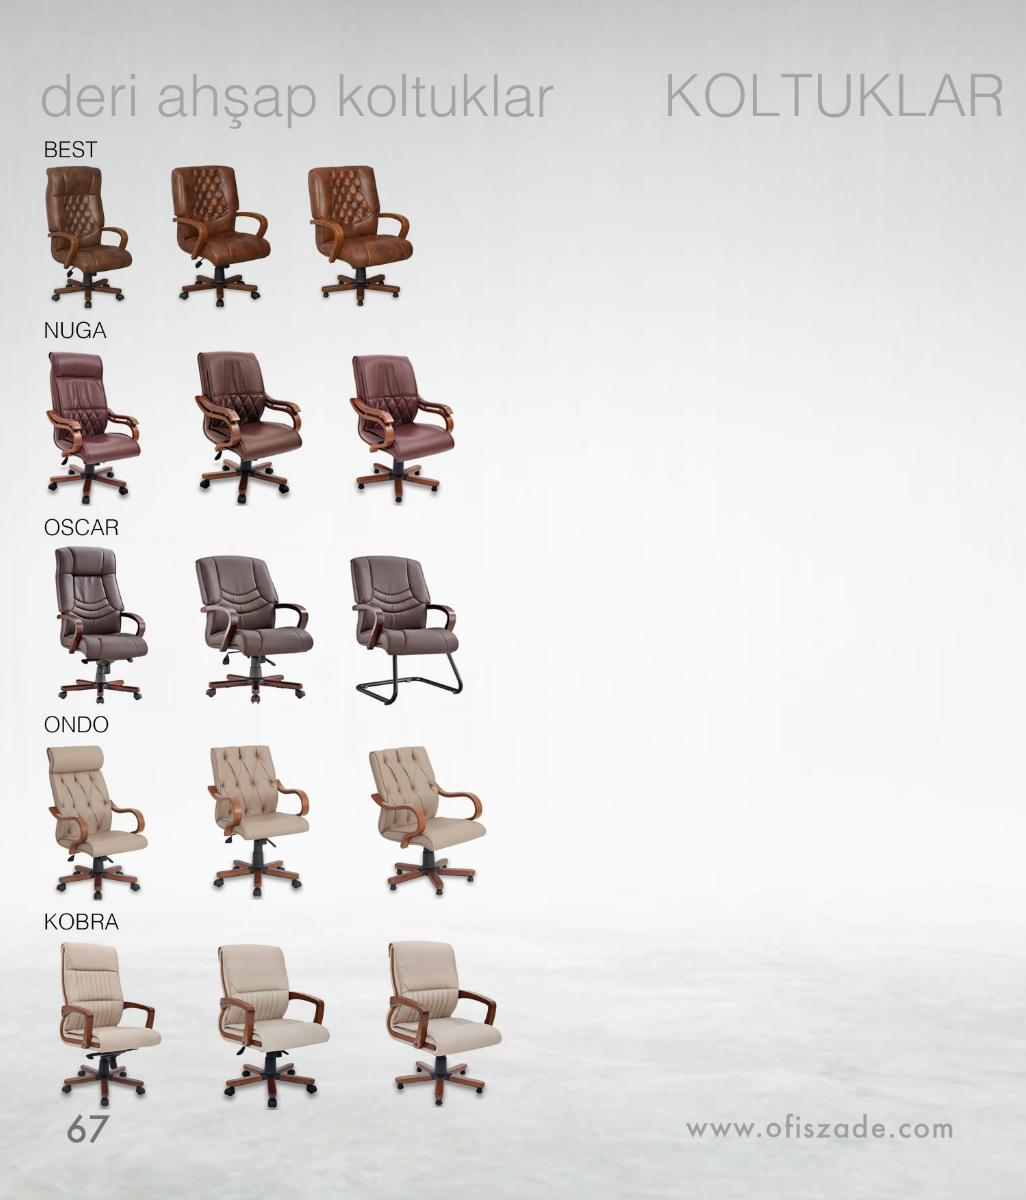 deri ahşap koltuklar KOLTUKLAR
BEST
NUGA
OSCAR
ONDO
KOBRA
67
www.ofiszade.com